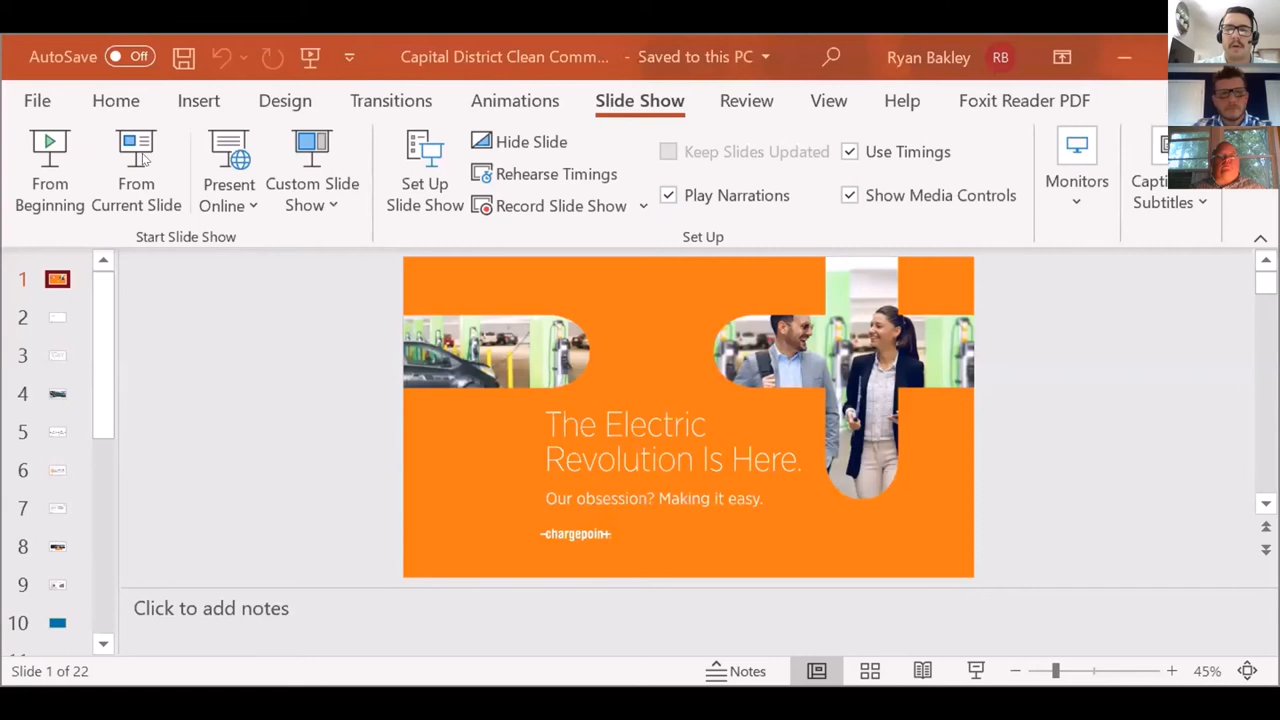 AutoSave Off Capital District Clean Comm... - Saved to this PC Ryan Bakley RB
File Home Insert Design Transitions Animations Slide Show Review View Help Foxit Reader PDF
From Beginning
From Current Slide
Present Online
Custom Slide Show
Start Slide Show
Set Up Slide Show
Hide Slide
Rehearse Timings
Record Slide Show
Keep Slides Updated
Play Narrations
Use Timings
Show Media Controls
Set Up
Monitors
Subtitles
1
2
3
4
5
6
7
8
9
10
The Electric
Revolution Is Here.
Our obsession? Making it easy.
-chargepoin+
Click to add notes
Slide 1 of 22 Notes 45%